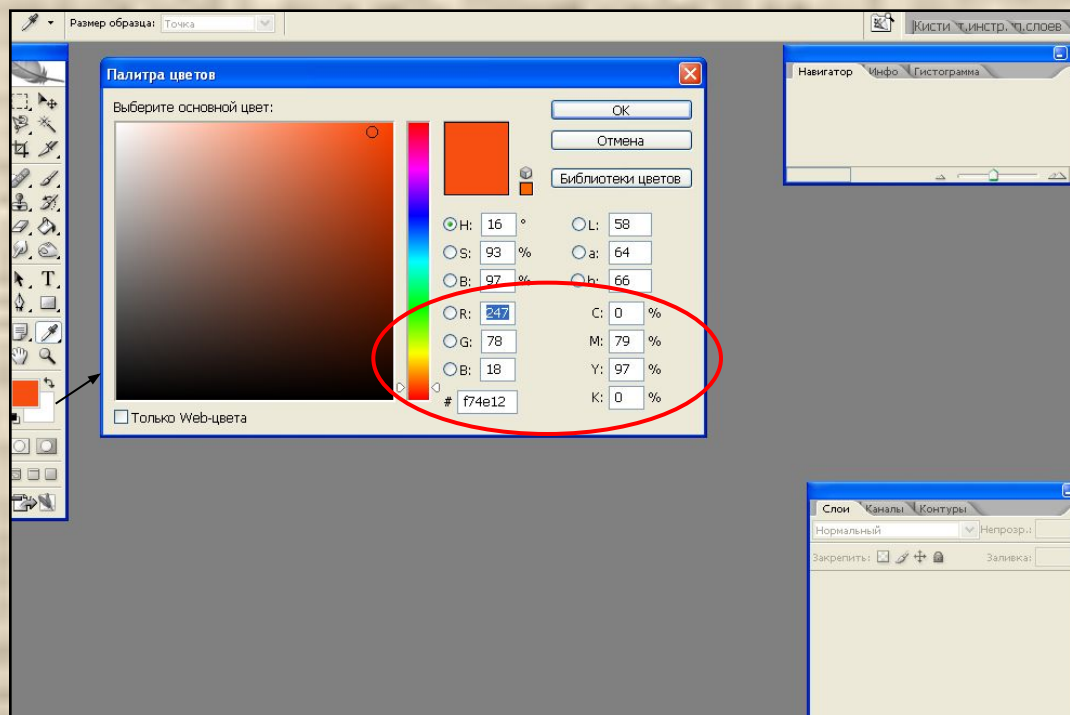 Размер образца: Точка
Кисти т.инстр. п.слоев
Палитра цветов
Выберите основной цвет:
OK
Отмена
Библиотеки цветов
H: 16 °
L: 58
S: 93 %
a: 64
B: 97 %
b: 66
R: 247
C: 0 %
G: 78
M: 79 %
B: 18
Y: 97 %
# f74e12
K: 0 %
Только Web-цвета
Навигатор Инфо Гистограмма
T
Слои Каналы Контуры
Нормальный Непрозр.:
Закрепить: Заливка: